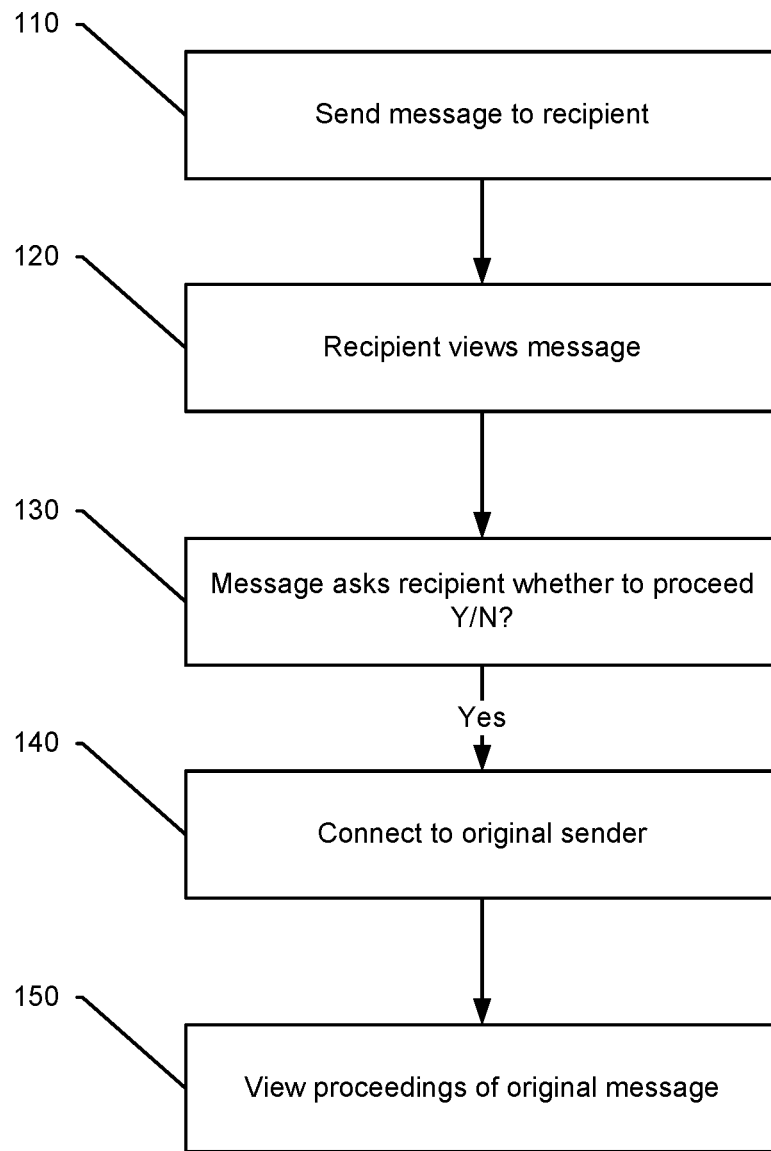 110
Send message to recipient
120
Recipient views message
130
Message asks recipient whether to proceed
Y/N?
Yes
140
Connect to original sender
150
View proceedings of original message